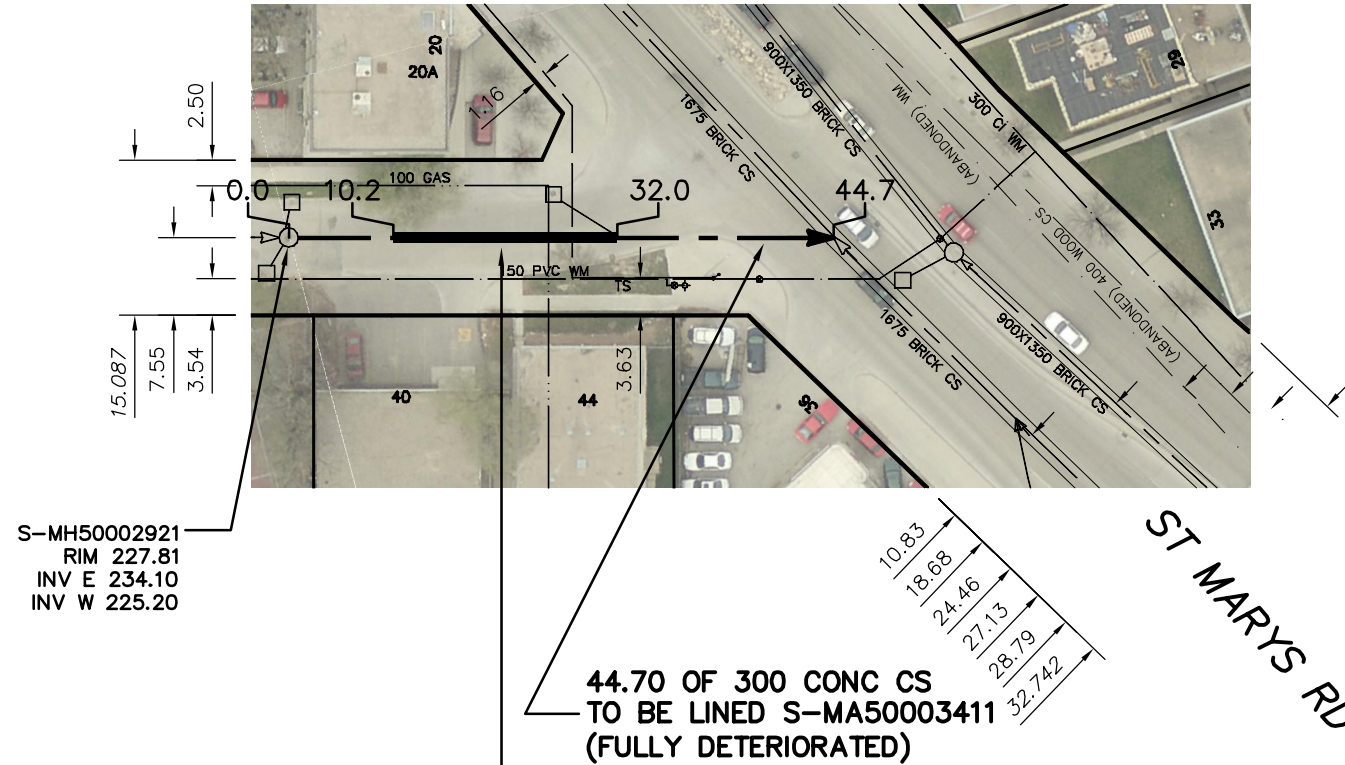 20
20A
1.16
2.50
900X1350 BRICK CS
1675 BRICK CS
(ABANDONED) WM
300 CI WM
29
100 GAS
0.0
10.2
32.0
44.7
33
(ABANDONED) 400 WOOD CS
150 PVC WM
TS
1675 BRICK CS
900X1350 BRICK CS
15.087
7.55
3.54
3.63
40
44
36
S-MH50002921
RIM 227.81
INV E 234.10
INV W 225.20
10.83
18.68
24.46
27.13
28.79
32.742
ST MARYS RD
44.70 OF 300 CONC CS
TO BE LINED S-MA50003411
(FULLY DETERIORATED)